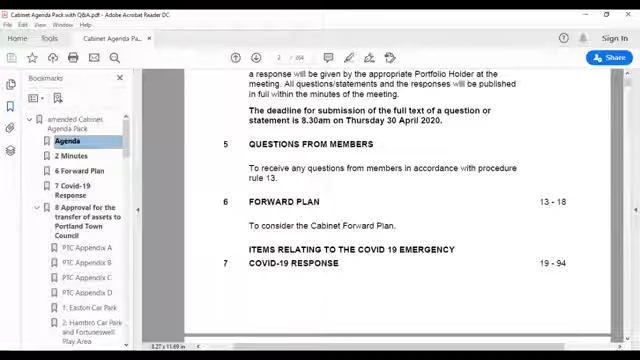 Cabinet Agenda Pack with Q&A.pdf - Adobe Acrobat Reader DC
File Edit View Window Help
Home Tools Cabinet Agenda Pa... × Sign In
2 / 264 Share
Bookmarks ×
amended Cabinet
Agenda Pack
Agenda
2 Minutes
6 Forward Plan
7 Covid-19
Response
8 Approval for the
transfer of assets to
Portland Town
Council
PTC Appendix A
PTC Appendix B
PTC Appendix C
PTC Appendix D
1. Easton Car Park
2: Hambro Car Park
and Fortuneswell
Play Area
a response will be given by the appropriate Portfolio Holder at the
meeting. All questions/statements and the responses will be published
in full within the minutes of the meeting.
The deadline for submission of the full text of a question or
statement is 8.30am on Thursday 30 April 2020.
5 QUESTIONS FROM MEMBERS
To receive any questions from members in accordance with procedure
rule 13.
6 FORWARD PLAN 13 - 18
To consider the Cabinet Forward Plan.
ITEMS RELATING TO THE COVID 19 EMERGENCY
7 COVID-19 RESPONSE 19 - 94
8.27 x 11.69 in